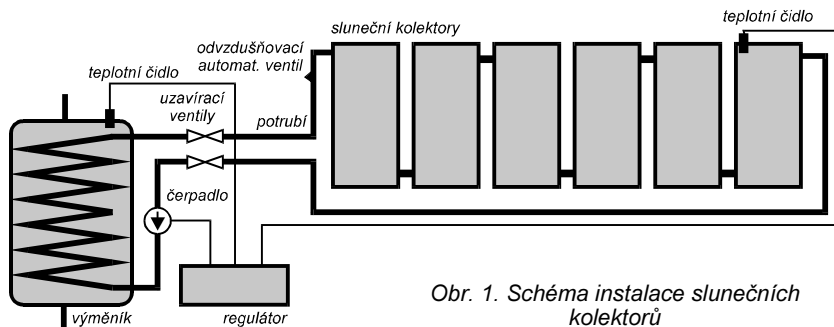 sluneční kolektory
teplotní čidlo
odvzdušňovací
automat. ventil
teplotní čidlo
uzavírací
ventily
potrubí
čerpadlo
výměník
regulátor
Obr. 1. Schéma instalace slunečních
kolektorů